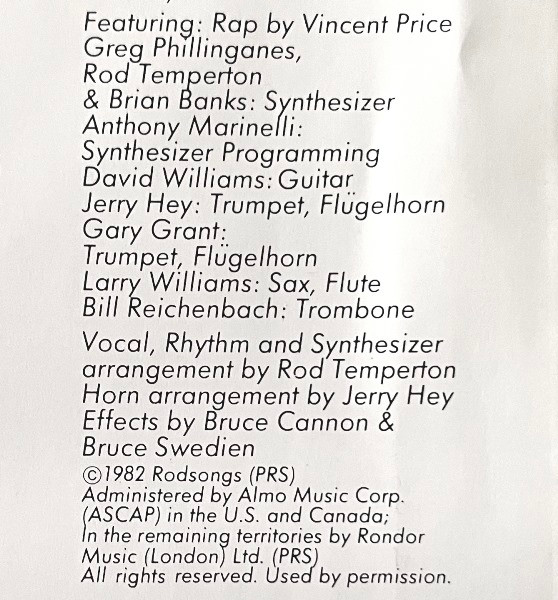 Featuring: Rap by Vincent Price
Greg Phillinganes,
Rod Temperton
& Brian Banks: Synthesizer
Anthony Marinelli:
Synthesizer Programming
David Williams: Guitar
Jerry Hey: Trumpet, Flügelhorn
Gary Grant:
Trumpet, Flügelhorn
Larry Williams: Sax, Flute
Bill Reichenbach: Trombone
Vocal, Rhythm and Synthesizer
arrangement by Rod Temperton
Horn arrangement by Jerry Hey
Effects by Bruce Cannon &
Bruce Swedien
©1982 Rodsongs (PRS)
Administered by Almo Music Corp.
(ASCAP) in the U.S. and Canada;
In the remaining territories by Rondor
Music (London) Ltd. (PRS)
All rights reserved. Used by permission.